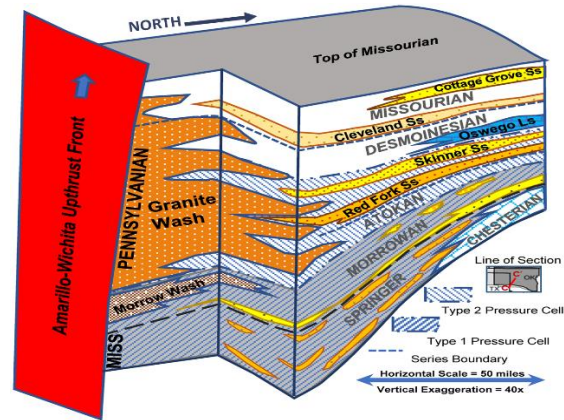 NORTH
Top of Missourian
Cottage Grove Ss
MISSOURIAN
Cleveland Ss
DESMOINESIAN
Oswego Ls
Skinner Ss
Red Fork Ss
ATOKAN
MORROWAN
CHESTERIAN
SPRINGER
Amarillo-Wichita Upthrust Front
PENNSYLVANIAN
Granite
Wash
Morrow Wash
MISS
Line of Section
C'
OK
TX
C
Type 2 Pressure Cell
Type 1 Pressure Cell
Series Boundary
Horizontal Scale = 50 miles
Vertical Exaggeration = 40x